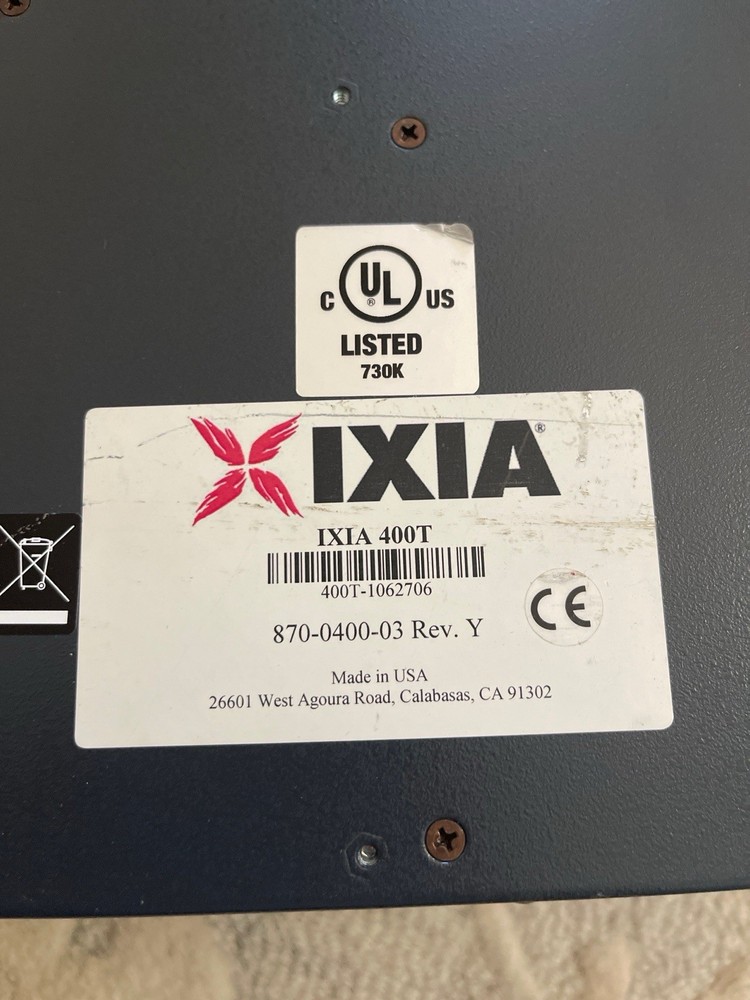 C UL® US
LISTED
730K
IXIA®
IXIA 400T
400T-1062706
CE
870-0400-03 Rev. Y
Made in USA
26601 West Agoura Road, Calabasas, CA 91302